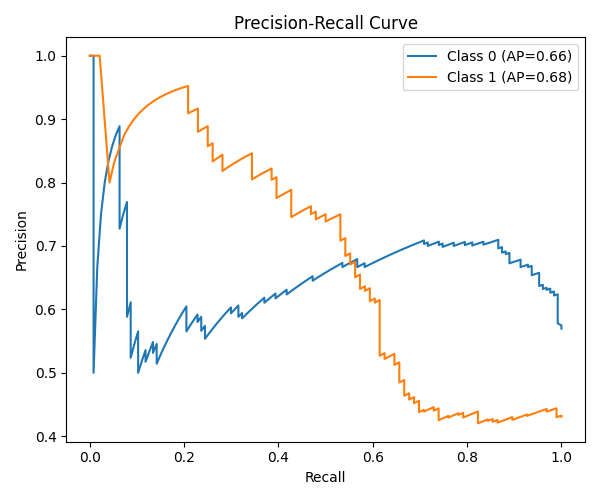 Precision-Recall Curve
Class 0 (AP=0.66)
Class 1 (AP=0.68)
Precision
1.0
0.9
0.8
0.7
0.6
0.5
0.4
0.0 0.2 0.4 0.6 0.8 1.0
Recall